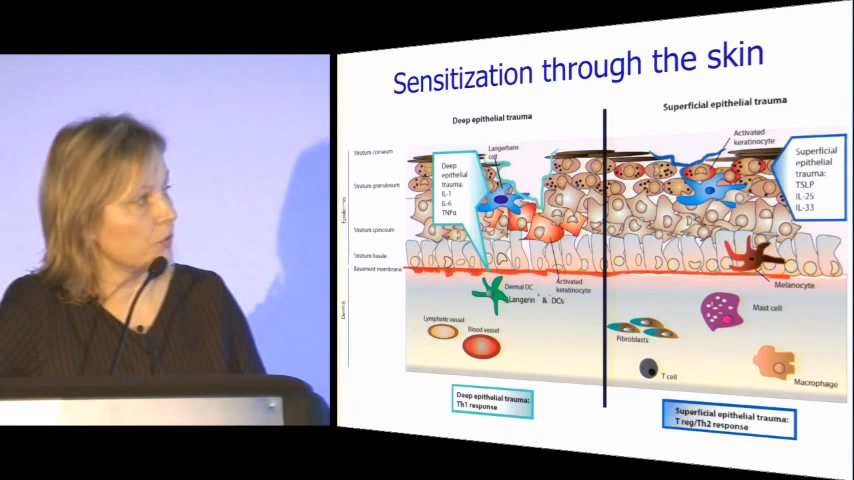 Sensitization through the skin
Deep epithelial trauma
Superficial epithelial trauma
Stratum corneum
Stratum granulosum
Stratum spinosum
Stratum basale
Basement membrane
Epidermis
Dermis
Langerhans
cell
Deep
epithelial
trauma:
IL-1
IL-6
TNFα
Activated
keratinocyte
Superficial
epithelial
trauma:
TSLP
IL-25
IL-33
Activated
keratinocyte
Dermal DC
Langerin
DCs
Melanocyte
Mast cell
Lymphatic vessel
Blood vessel
Fibroblasts
T cell
Macrophage
Deep epithelial trauma:
Th1 response
Superficial epithelial trauma:
T reg/Th2 response